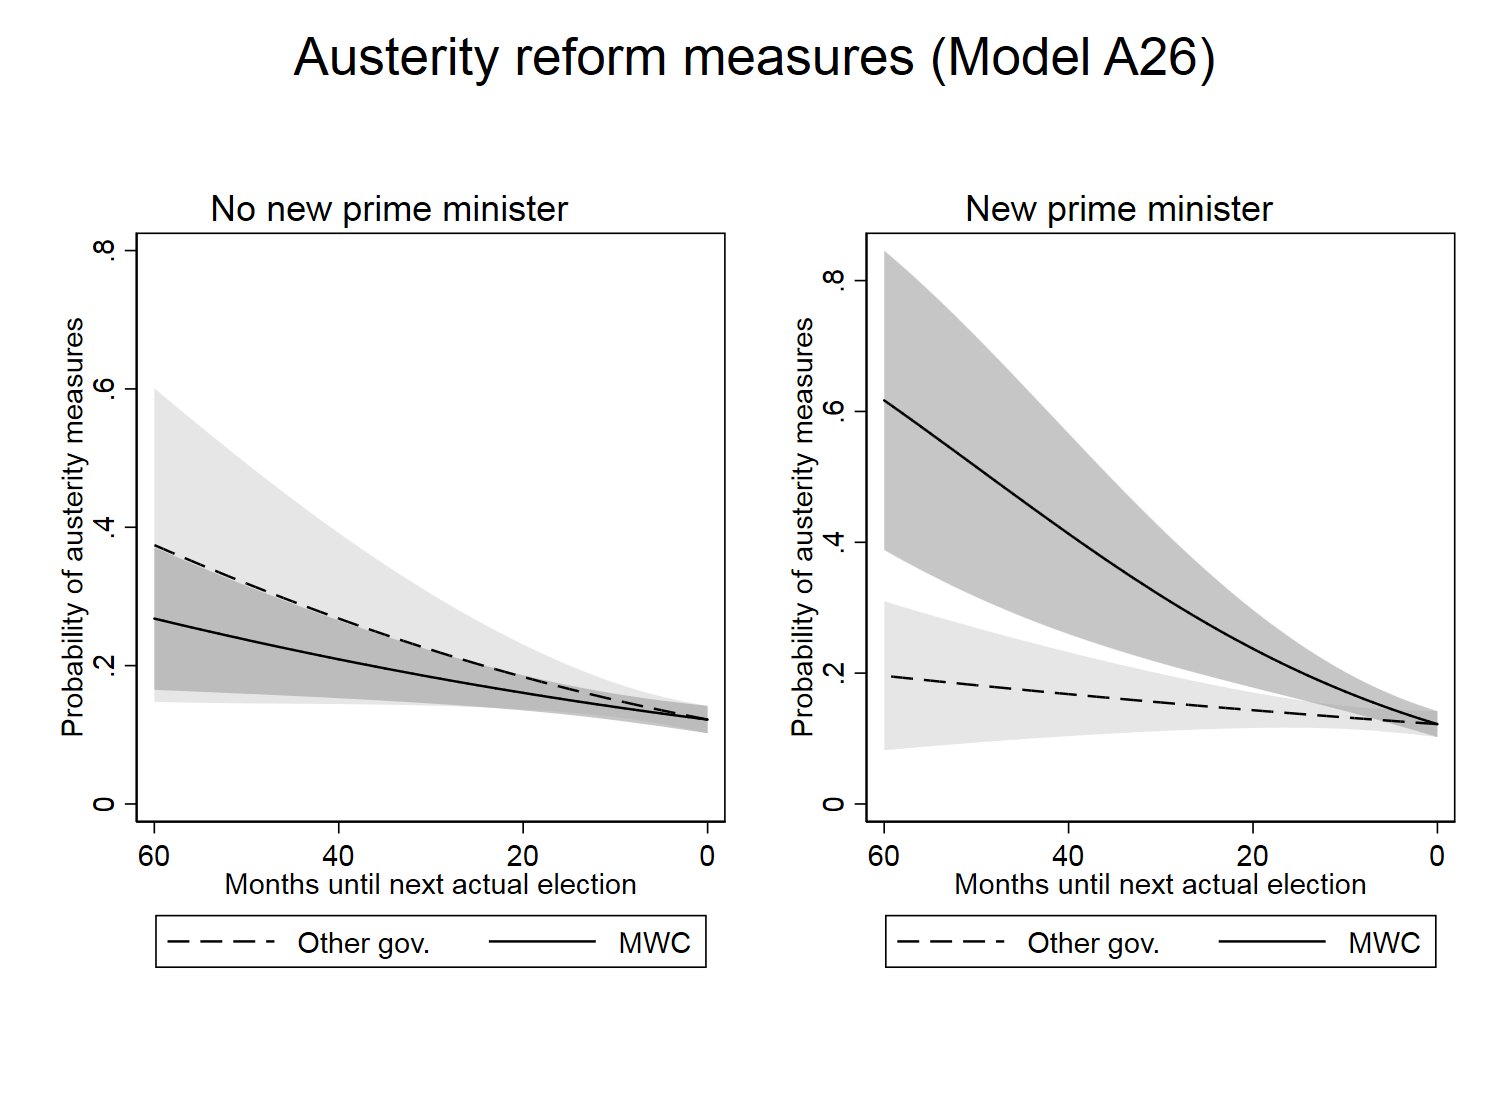 Austerity reform measures (Model A26)
No new prime minister
Probability of austerity measures
.8
.6
.4
.2
0
60 40 20 0
Months until next actual election
Other gov. MWC
New prime minister
Probability of austerity measures
.8
.6
.4
.2
0
60 40 20 0
Months until next actual election
Other gov. MWC